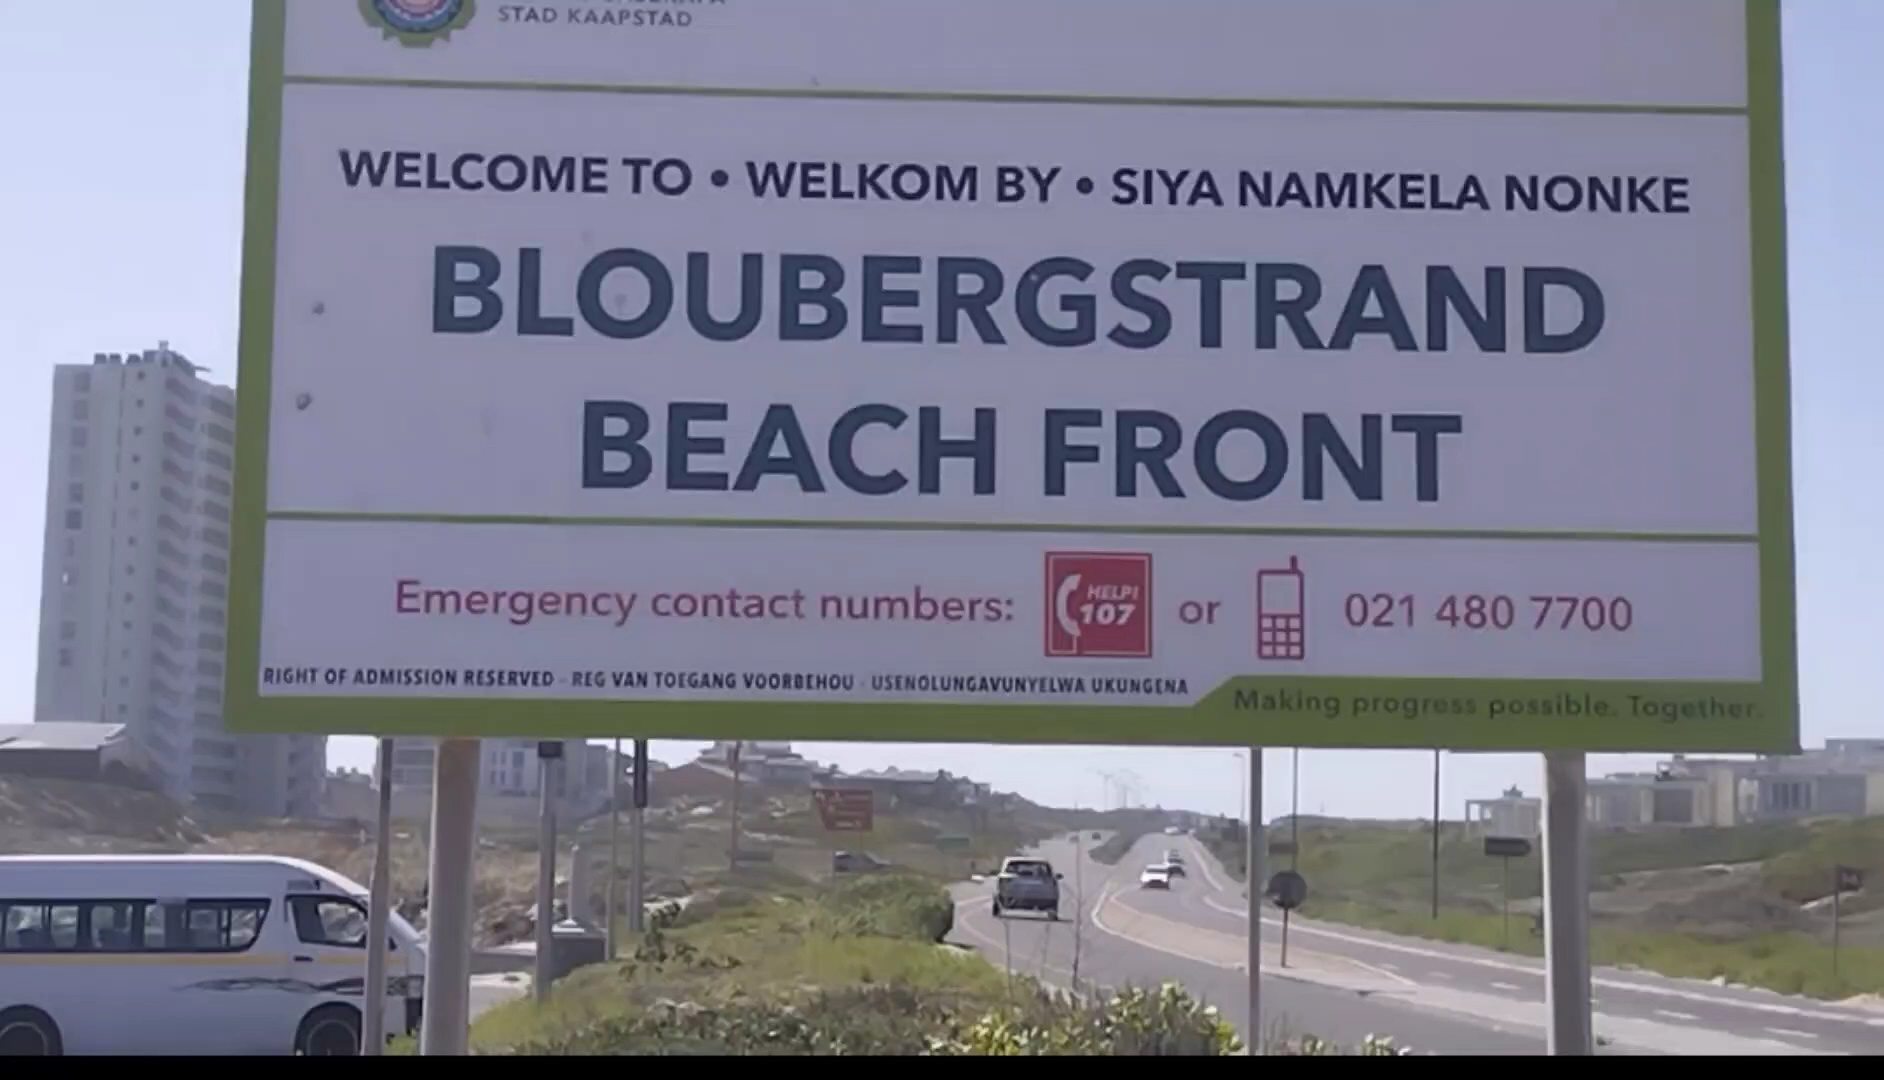 STAD KAAPSTAD
WELCOME TO • WELKOM BY • SIYA NAMKELA NONKE
BLOUBERGSTRAND
BEACH FRONT
Emergency contact numbers: HELP! 107 or 021 480 7700
RIGHT OF ADMISSION RESERVED - REG VAN TOEGANG VOORBEHOU - USENOLUNGAVUNYELWA UKUNGENA
Making progress possible. Together.